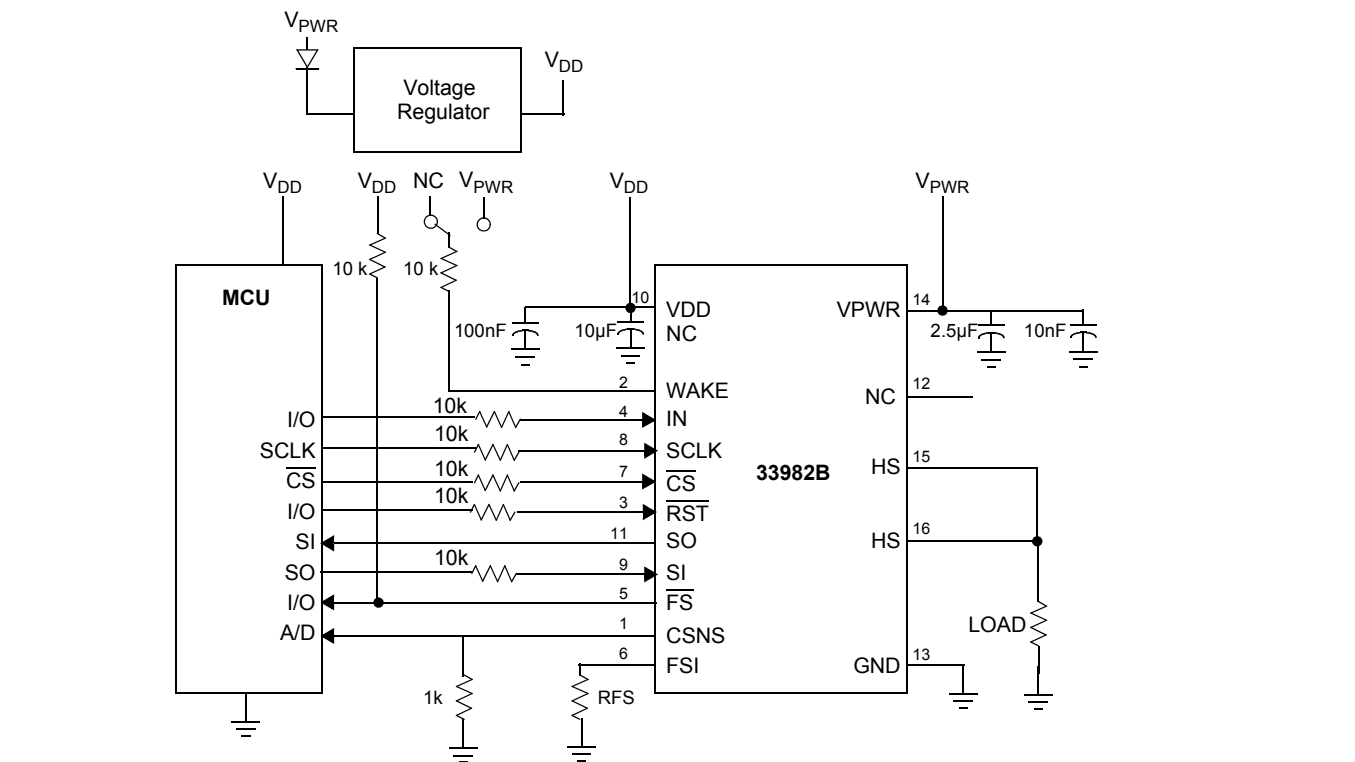 VPWR
Voltage
Regulator
VDD
VDD
VDD
NC
VPWR
VDD
VPWR
10 k
10 k
MCU
100nF
10µF
10
VDD
NC
VPWR
14
2.5µF
10nF
2
WAKE
NC
12
I/O
10k
4
IN
SCLK
10k
8
SCLK
CS
10k
7
CS
33982B
HS
15
I/O
10k
3
RST
SI
11
SO
HS
16
SO
10k
9
SI
I/O
5
FS
A/D
1
CSNS
LOAD
6
FSI
GND
13
1k
RFS